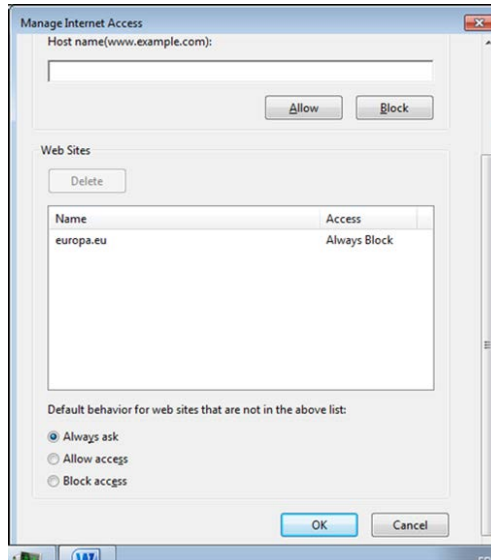 Manage Internet Access
Host name(www.example.com):
Allow Block
Web Sites
Delete
Name Access
europa.eu Always Block
Default behavior for web sites that are not in the above list:
Always ask
Allow access
Block access
OK Cancel